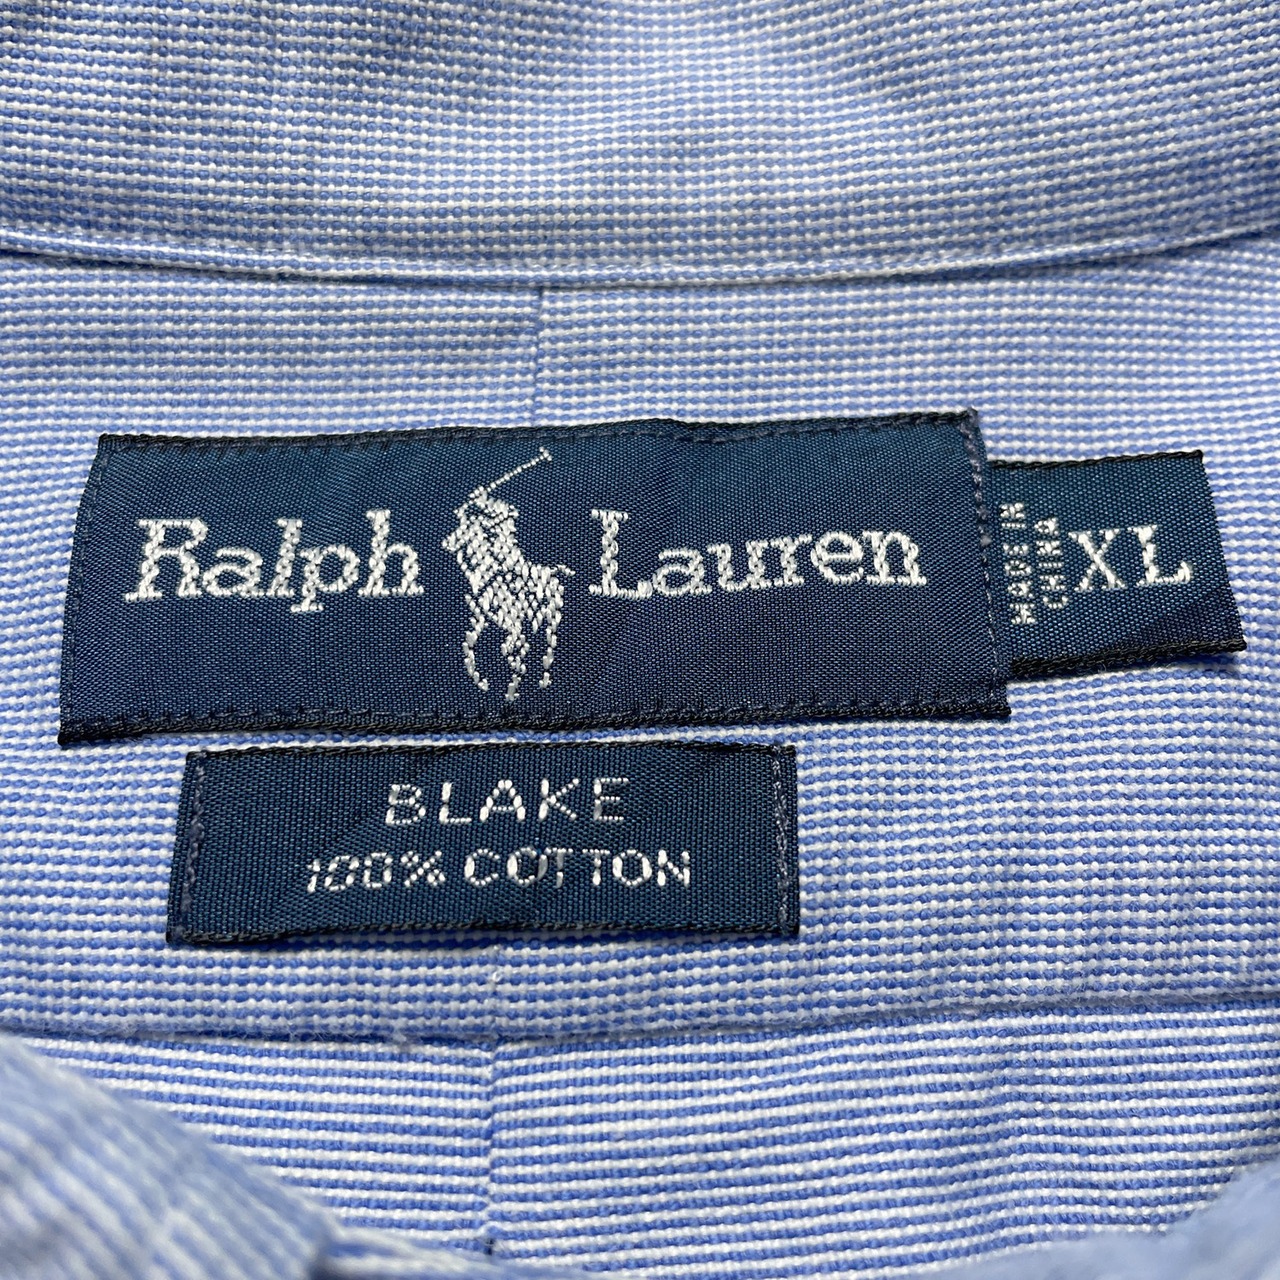 Ralph Lauren
MADE IN
CHINA
XL
BLAKE
100% COTTON